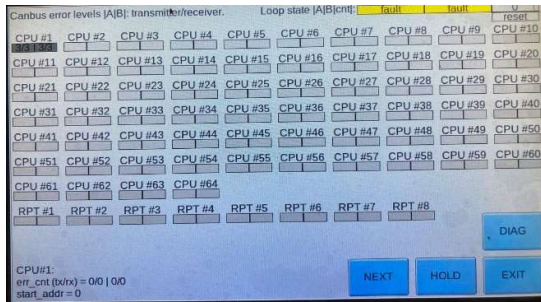 Canbus error levels |A|B|: transmitter/receiver. Loop state |A|B|cnt|: fault fault 0
reset
CPU #1 CPU #2 CPU #3 CPU #4 CPU #5 CPU #6 CPU #7 CPU #8 CPU #9 CPU #10
3/3 3/3
CPU #11 CPU #12 CPU #13 CPU #14 CPU #15 CPU #16 CPU #17 CPU #18 CPU #19 CPU #20
CPU #21 CPU #22 CPU #23 CPU #24 CPU #25 CPU #26 CPU #27 CPU #28 CPU #29 CPU #30
CPU #31 CPU #32 CPU #33 CPU #34 CPU #35 CPU #36 CPU #37 CPU #38 CPU #39 CPU #40
CPU #41 CPU #42 CPU #43 CPU #44 CPU #45 CPU #46 CPU #47 CPU #48 CPU #49 CPU #50
CPU #51 CPU #52 CPU #53 CPU #54 CPU #55 CPU #56 CPU #57 CPU #58 CPU #59 CPU #60
CPU #61 CPU #62 CPU #63 CPU #64
RPT #1 RPT #2 RPT #3 RPT #4 RPT #5 RPT #6 RPT #7 RPT #8
DIAG
CPU#1:
err_cnt (tx/rx) = 0/0 | 0/0
start_addr = 0
NEXT HOLD EXIT